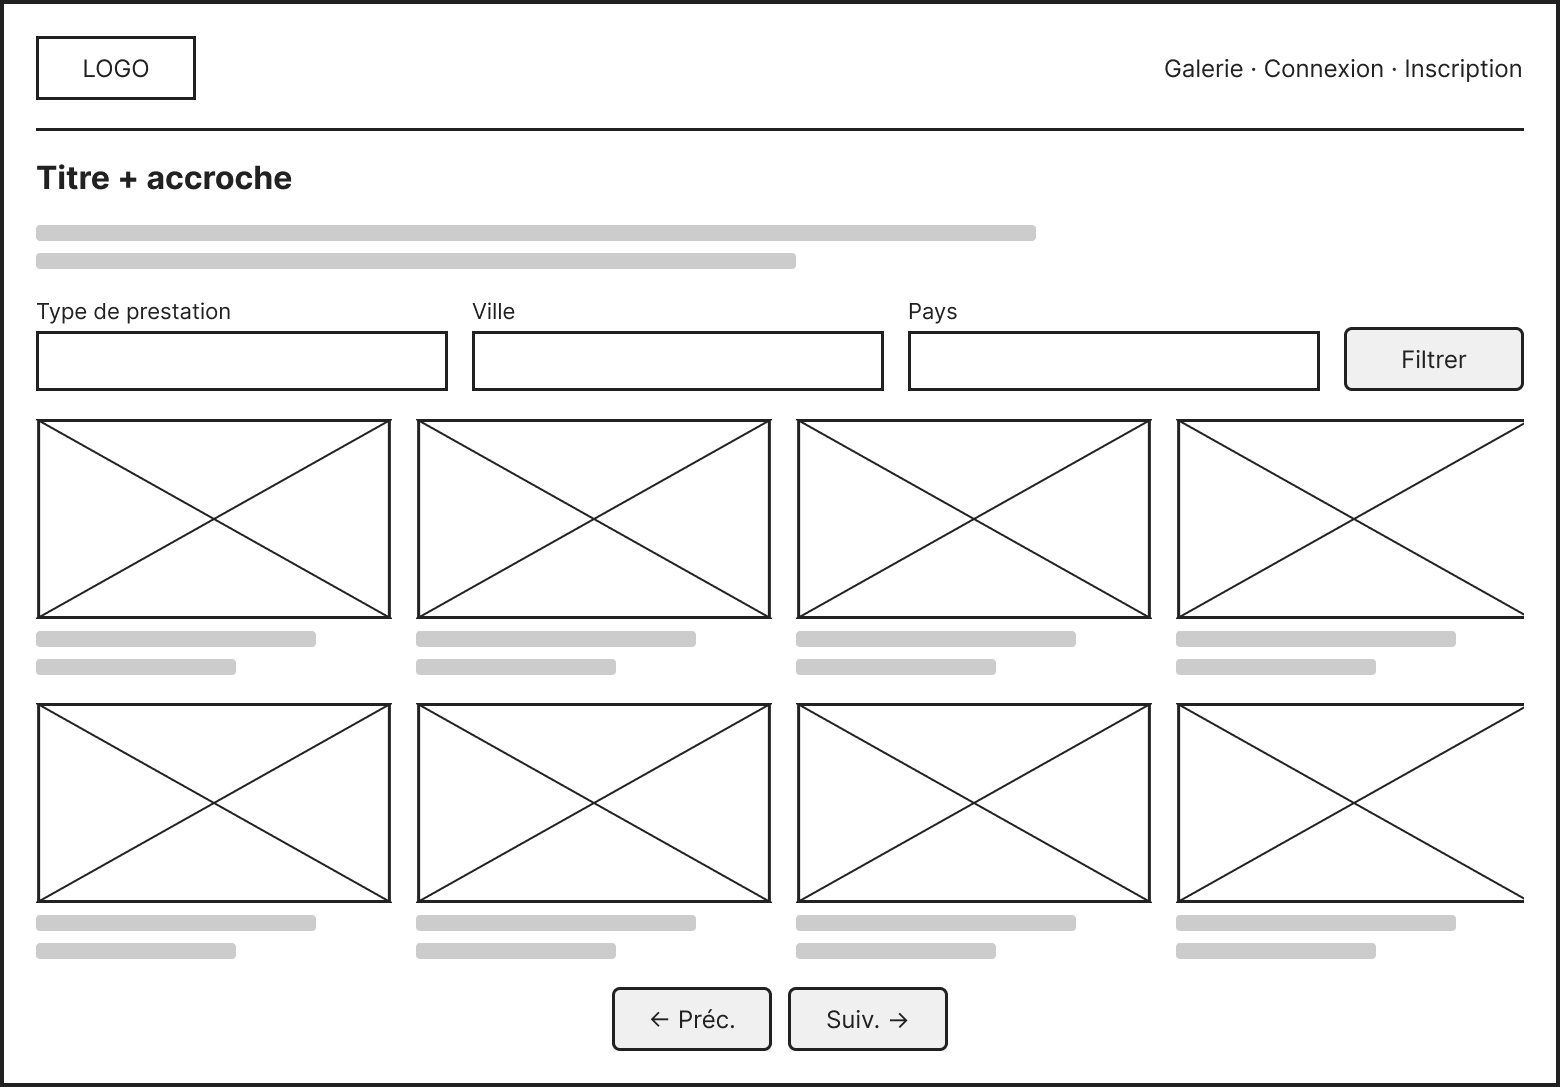 LOGO
Galerie · Connexion · Inscription
Titre + accroche
Type de prestation
Ville
Pays
Filtrer
← Préc.
Suiv. →